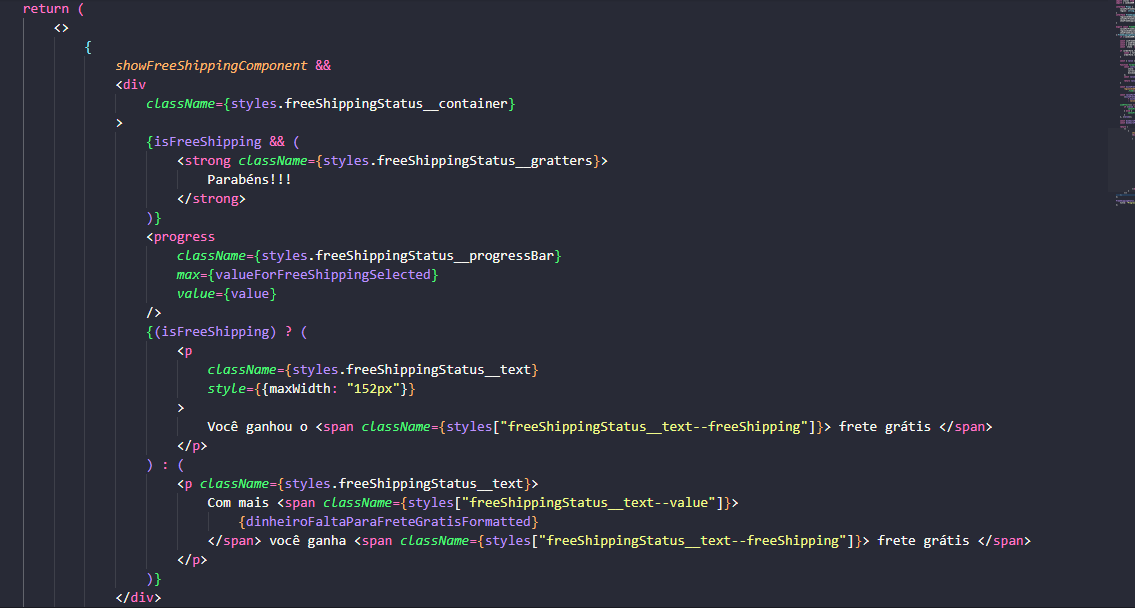 return (
<>
{
showFreeShippingComponent &&
<div
className={styles.freeShippingStatus__container}
>
{isFreeShipping && (
<strong className={styles.freeShippingStatus__gratters}>
Parabéns!!!
</strong>
)}
<progress
className={styles.freeShippingStatus__progressBar}
max={valueForFreeShippingSelected}
value={value}
/>
{(isFreeShipping) ? (
<p
className={styles.freeShippingStatus__text}
style={{maxWidth: "152px"}}
>
Você ganhou o <span className={styles["freeShippingStatus__text--freeShipping"]}> frete grátis </span>
</p>
) : (
<p className={styles.freeShippingStatus__text}>
Com mais <span className={styles["freeShippingStatus__text--value"]}>
{dinheiroFaltaParaFreteGratisFormatted}
</span> você ganha <span className={styles["freeShippingStatus__text--freeShipping"]}> frete grátis </span>
</p>
)}
</div>